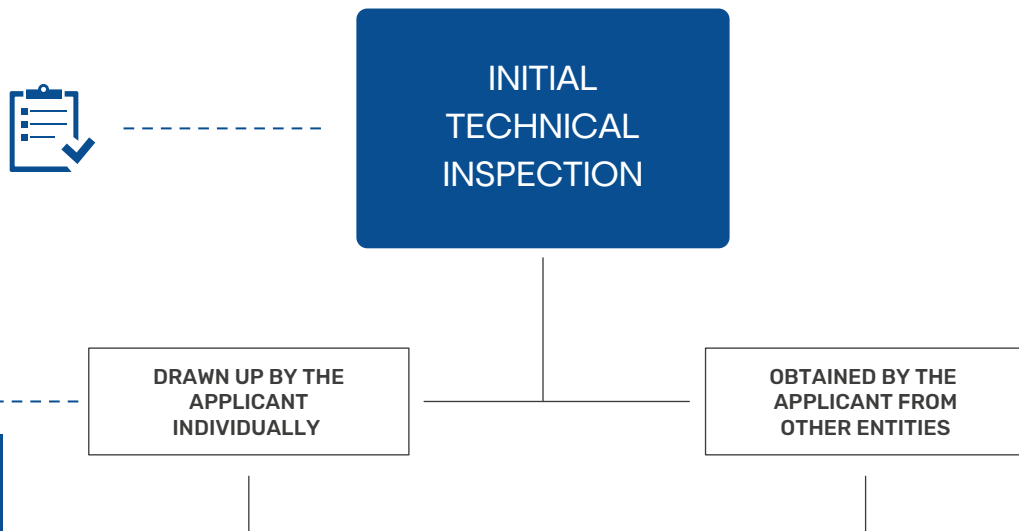 INITIAL
TECHNICAL
INSPECTION
DRAWN UP BY THE
APPLICANT
INDIVIDUALLY
OBTAINED BY THE
APPLICANT FROM
OTHER ENTITIES